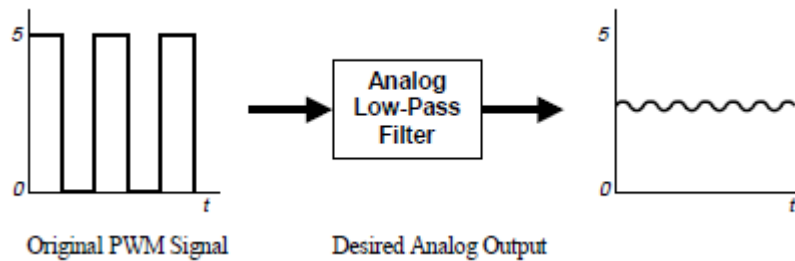 5
0
t
Analog
Low-Pass
Filter
5
0
t
Original PWM Signal
Desired Analog Output